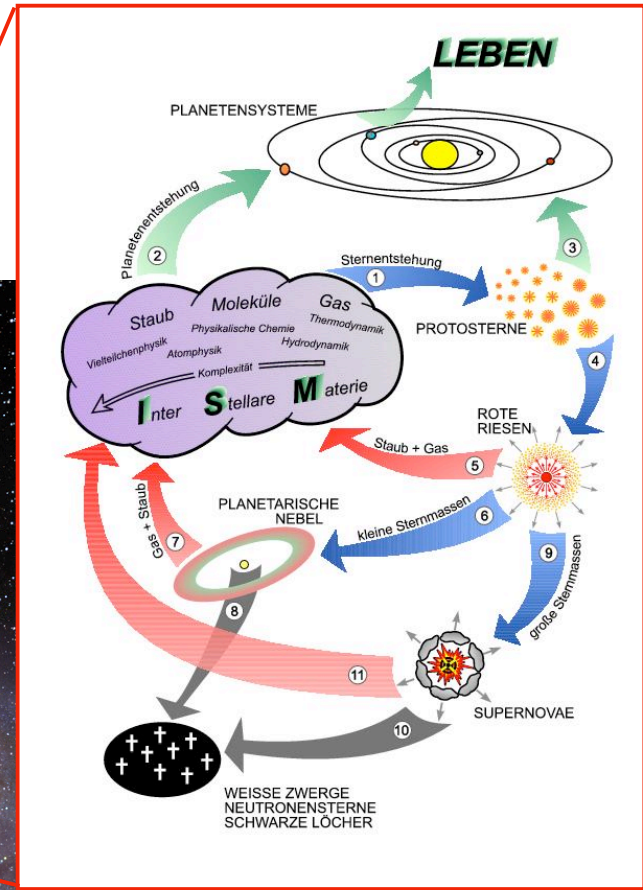 LEBEN
PLANETENSYSTEME
Planetenentstehung
2
Sternentstehung
1
3
PROTOSTERNE
Staub
Moleküle
Gas
Physikalische Chemie
Thermodynamik
Vielteilchenphysik
Atomphysik
Hydrodynamik
Komplexität
Inter Stellare Materie
4
ROTE
RIESEN
Staub + Gas
5
6
kleine Sternmassen
PLANETARISCHE
NEBEL
Gas + Staub
7
8
9
große Sternmassen
11
SUPERNOVAE
10
WEISSE ZWERGE
NEUTRONENSTERNE
SCHWARZE LÖCHER